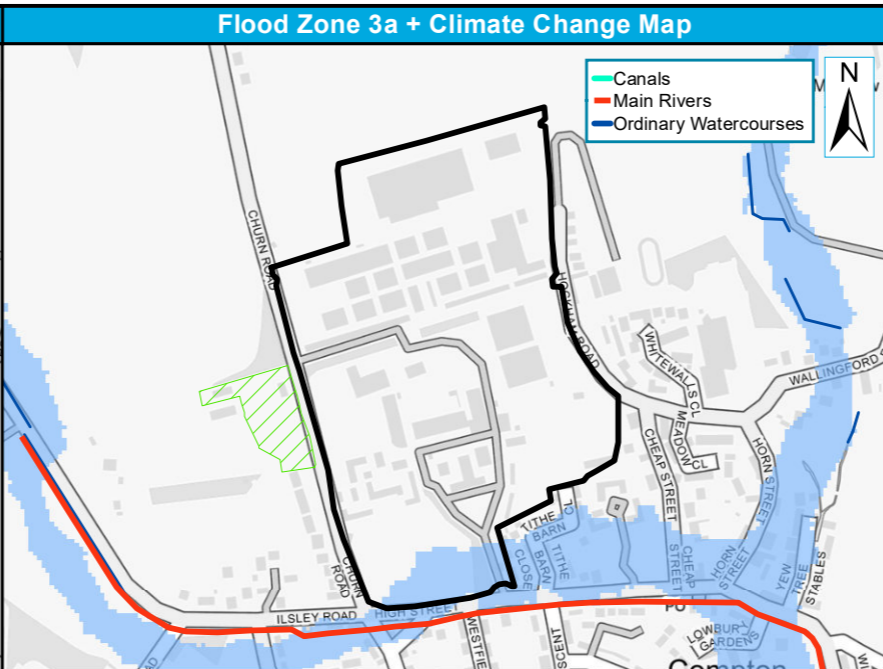 Flood Zone 3a + Climate Change Map
Canals
Main Rivers
Ordinary Watercourses
N
CHURN ROAD
HOCKHAM ROAD
WHITEWALLS CL
WALLINGFORD
MEADOW CL
CHEAP STREET
HORN STREET
TITHE BARN CL
TITHE BARN CLOSE
CHEAP STREET
HORN STREET
YEW TREE STABLES
CHURN ROAD
ILSLEY ROAD
HIGH STREET
PO
LOWBURY GARDENS
Compton